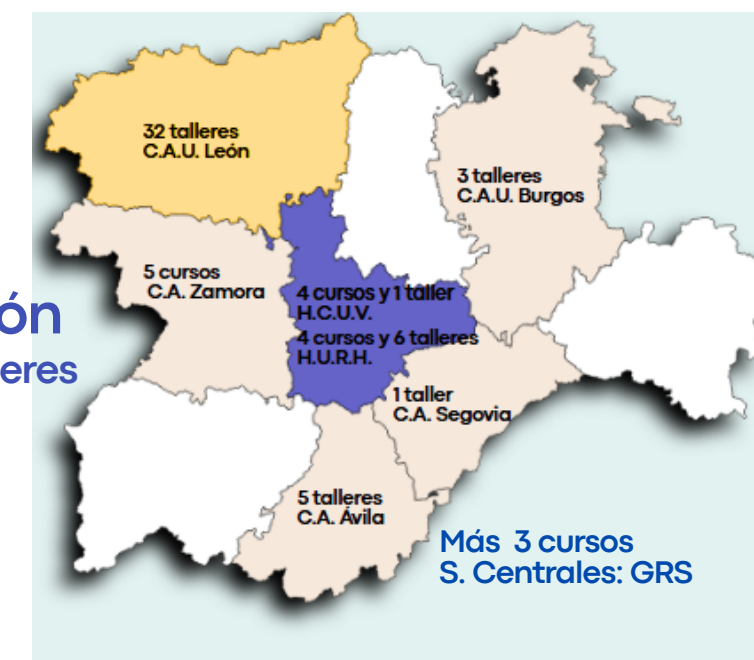 32 talleres
C.A.U. León
3 talleres
C.A.U. Burgos
5 cursos
C.A. Zamora
4 cursos y 1 taller
H.C.U.V.
4 cursos y 6 talleres
H.U.R.H.
ón
eres
1 taller
C.A. Segovia
5 talleres
C.A. Ávila
Más 3 cursos
S. Centrales: GRS